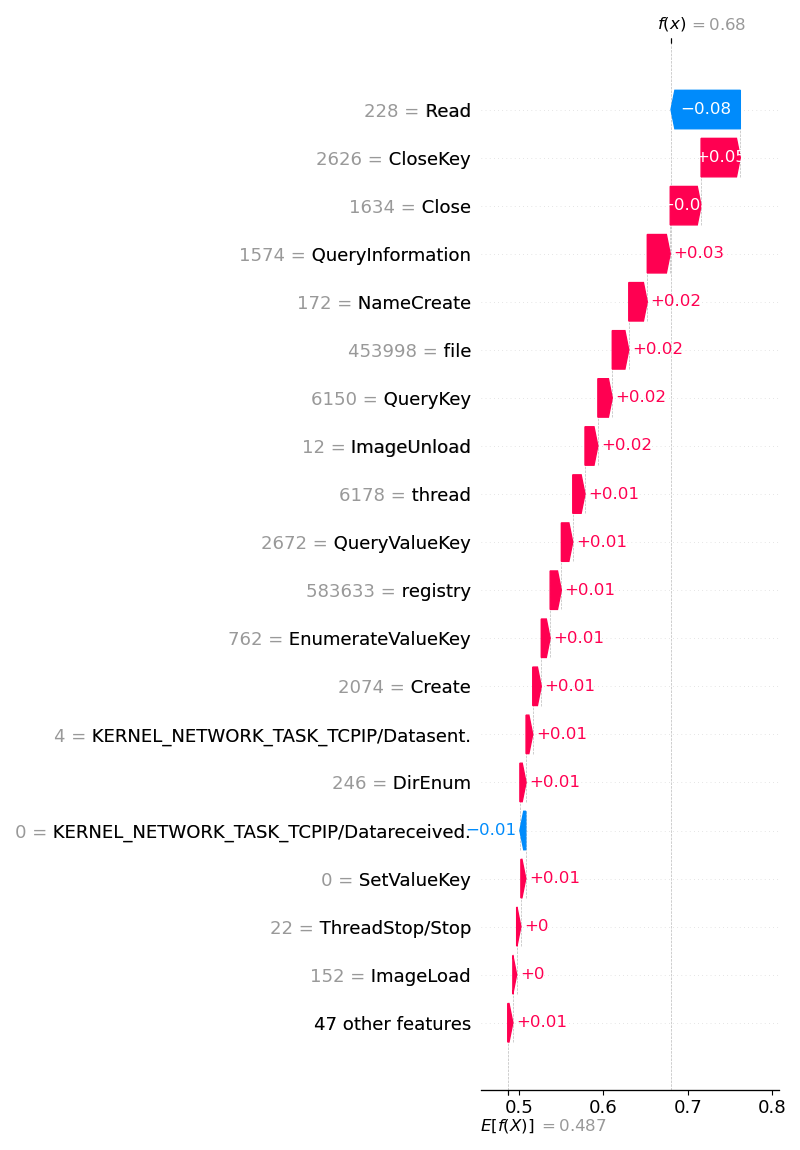 f(x) = 0.68
228 = Read −0.08
2626 = CloseKey +0.05
1634 = Close
1574 = QueryInformation +0.03
172 = NameCreate +0.02
453998 = file +0.02
6150 = QueryKey +0.02
12 = ImageUnload +0.02
6178 = thread +0.01
2672 = QueryValueKey +0.01
583633 = registry +0.01
762 = EnumerateValueKey +0.01
2074 = Create +0.01
4 = KERNEL_NETWORK_TASK_TCPIP/Datasent. +0.01
246 = DirEnum +0.01
0 = KERNEL_NETWORK_TASK_TCPIP/Datareceived. −0.01
0 = SetValueKey +0.01
22 = ThreadStop/Stop +0
152 = ImageLoad +0
47 other features +0.01
0.5 0.6 0.7 0.8
E[f(X)] = 0.487